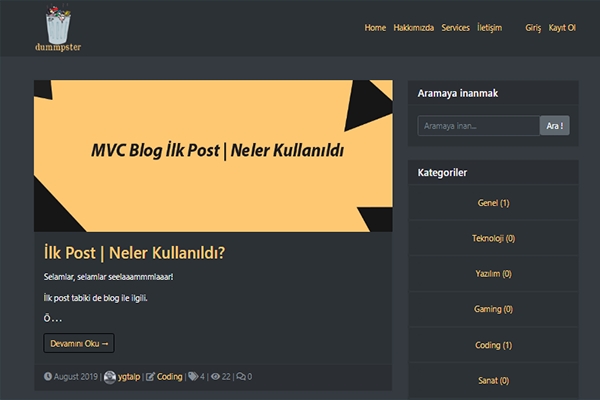 dummpster
Home Hakkımızda Services İletişim Giriş Kayıt Ol
MVC Blog İlk Post | Neler Kullanıldı
İlk Post | Neler Kullanıldı?
Selamlar, selamlar seelaaammmlaaar!
İlk post tabiki de blog ile ilgili.
Ö . . .
Devamını Oku →
August 2019 | ygtalp | Coding | 4 | 22 | 0
Aramaya inanmak
Aramaya inan... Ara !
Kategoriler
Genel (1)
Teknoloji (0)
Yazılım (0)
Gaming (0)
Coding (1)
Sanat (0)